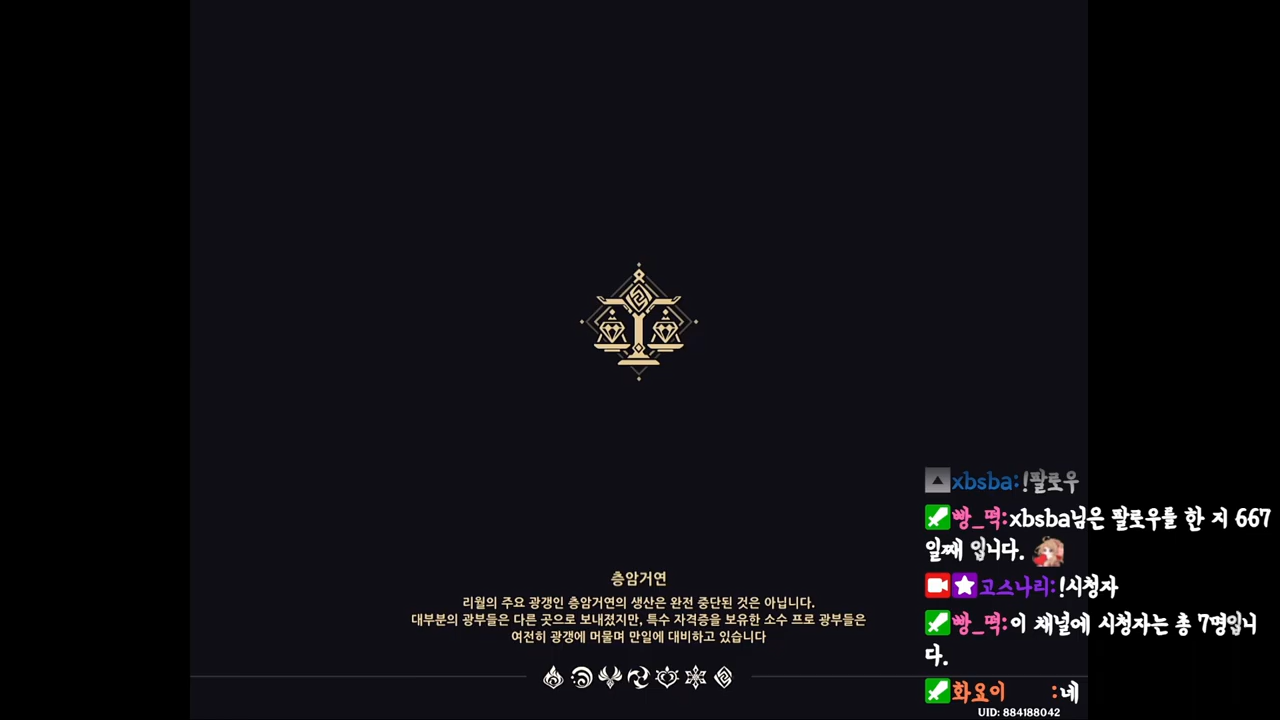 xbsba:!팔로우
빵_떡:xbsba님은 팔로우를 한 지 667
일째 입니다.
고스나리:!시청자
빵_떡:이 채널에 시청자는 총 7명입니
다.
화요이 :네
층암거연
리월의 주요 광갱인 층암거연의 생산은 완전 중단된 것은 아닙니다.
대부분의 광부들은 다른 곳으로 보내졌지만, 특수 자격증을 보유한 소수 프로 광부들은
여전히 광갱에 머물며 만일에 대비하고 있습니다
UID: 884188042